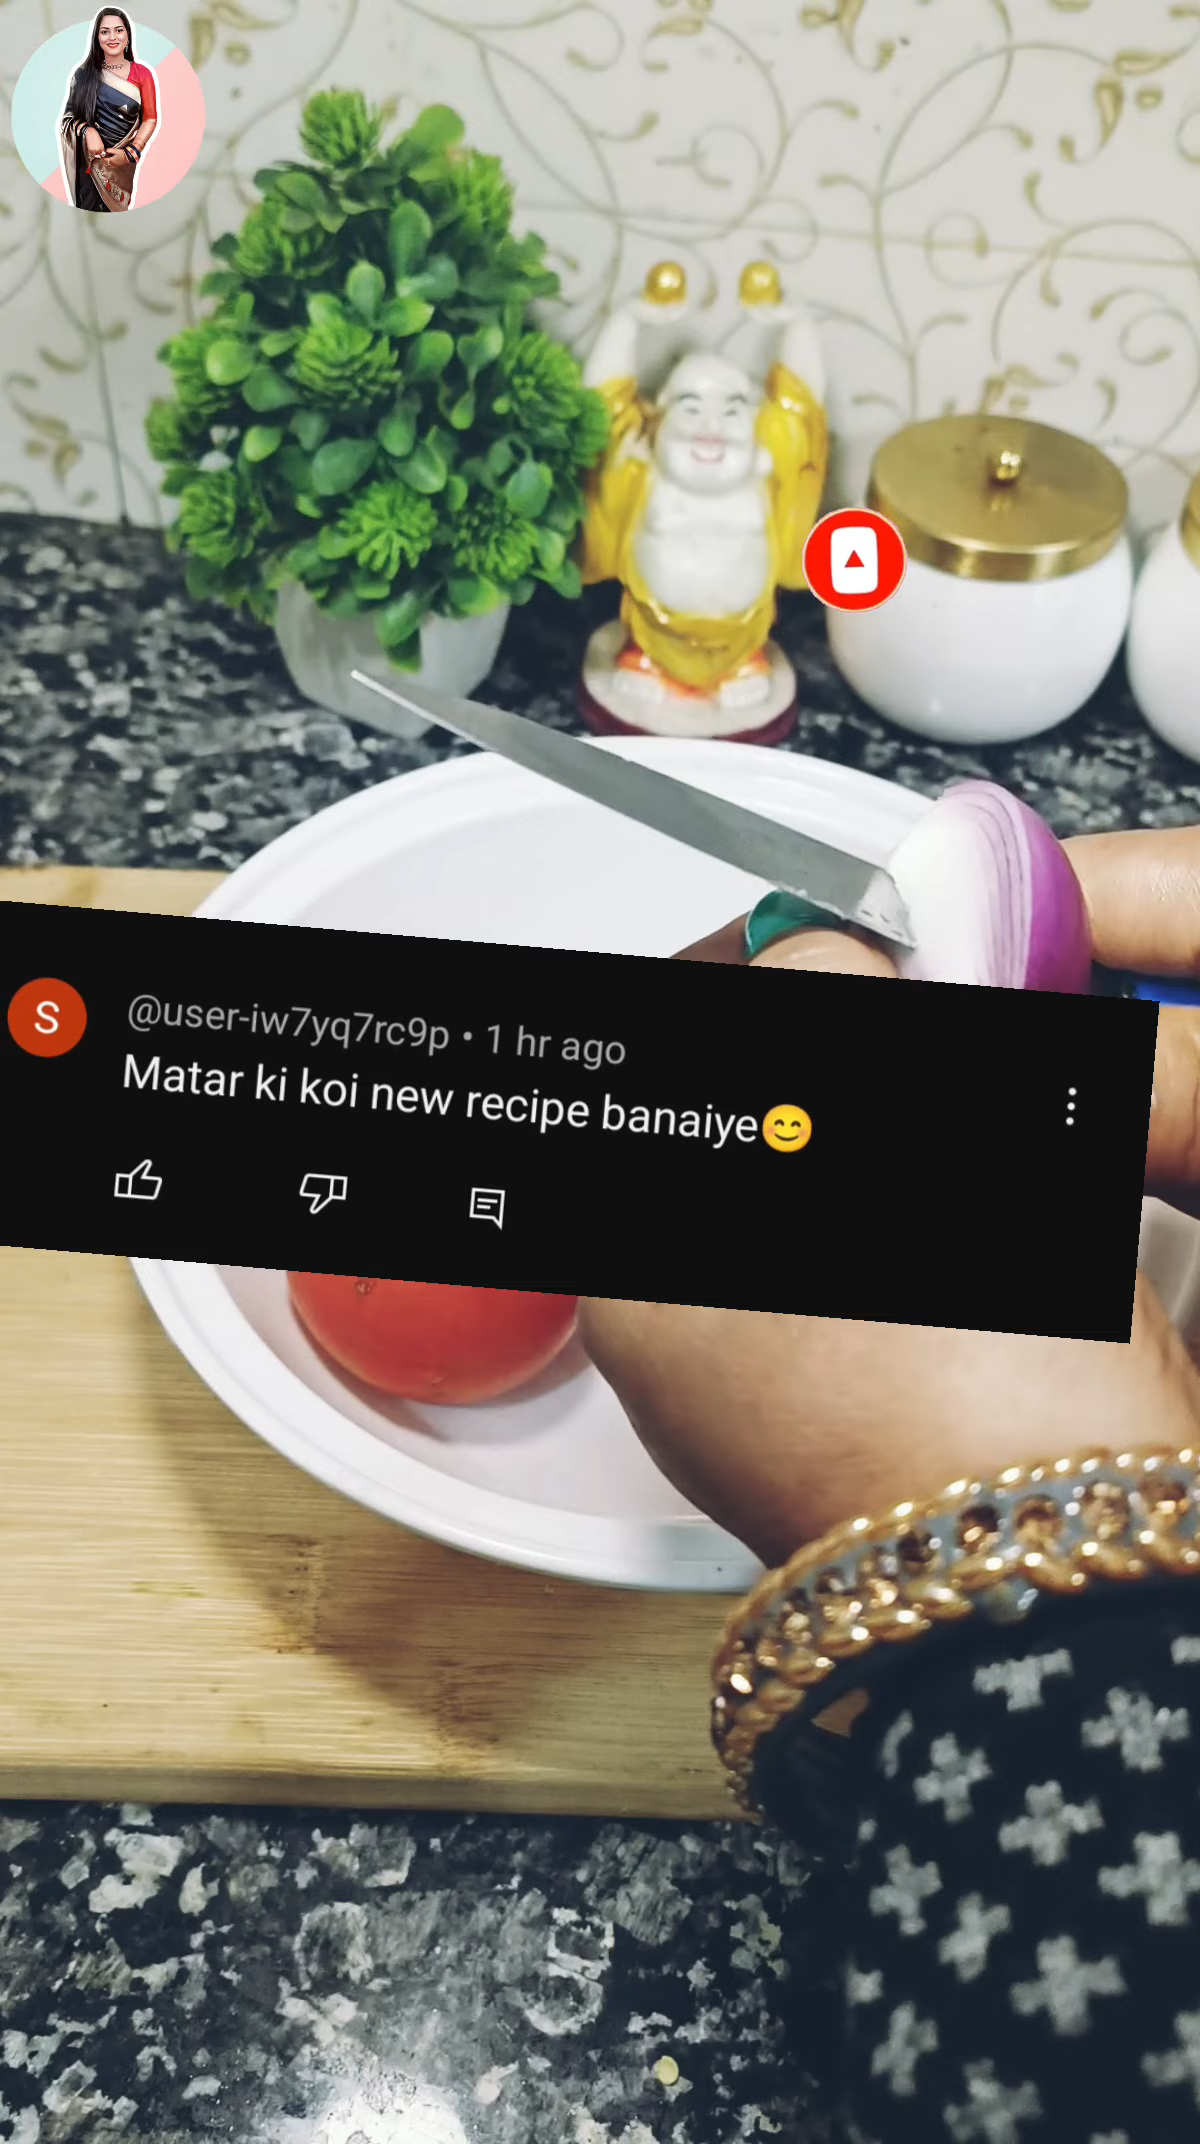 S
@user-iw7yq7rc9p • 1 hr ago
Matar ki koi new recipe banaiye😊